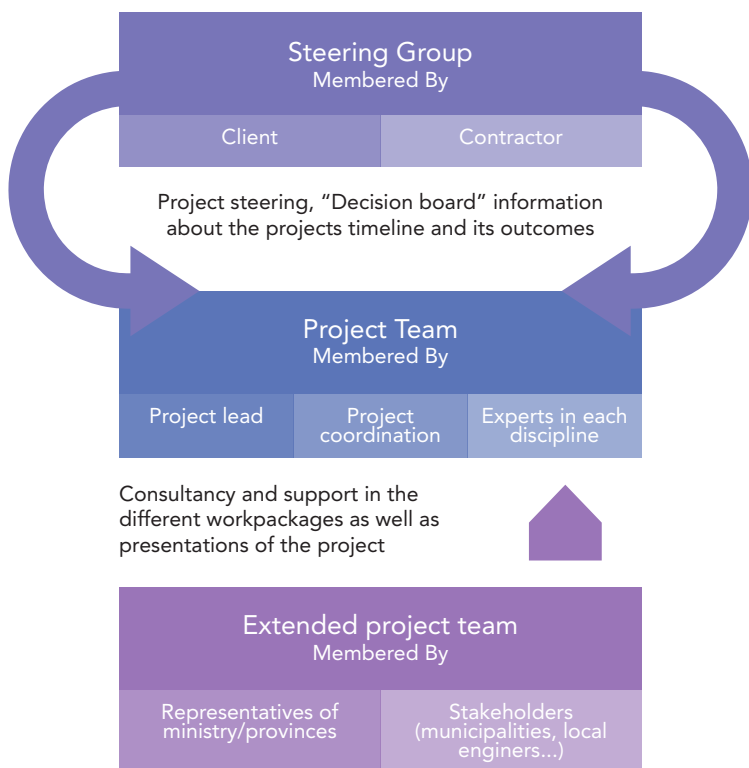 Steering Group
Membered By
Client
Contractor
Project steering, “Decision board” information
about the projects timeline and its outcomes
Project Team
Membered By
Project lead
Project
coordination
Experts in each
discipline
Consultancy and support in the
different workpackages as well as
presentations of the project
Extended project team
Membered By
Representatives of
ministry/provinces
Stakeholders
(municipalities, local
enginers...)